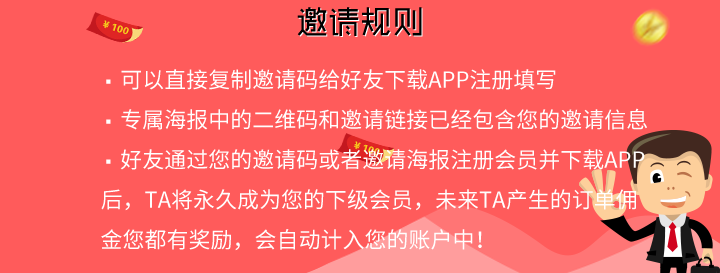 邀请规则
¥100
▪ 可以直接复制邀请码给好友下载APP注册填写
▪ 专属海报中的二维码和邀请链接已经包含您的邀请信息
¥100
▪ 好友通过您的邀请码或者邀请海报注册会员并下载APP
后，TA将永久成为您的下级会员，未来TA产生的订单佣
金您都有奖励，会自动计入您的账户中！